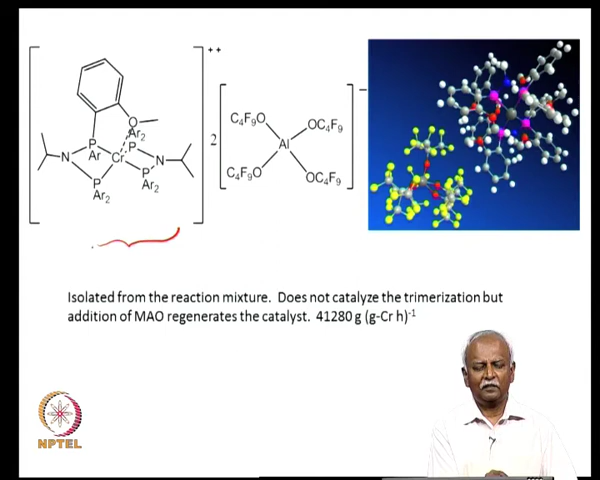 ++
−
O
Ar2
P
P
Ar
Cr
N
N
P
Ar2
P
Ar2
2
C4F9O
OC4F9
Al
C4F9O
OC4F9
Isolated from the reaction mixture. Does not catalyze the trimerization but
addition of MAO regenerates the catalyst. 41280 g (g-Cr h)-1
NPTEL